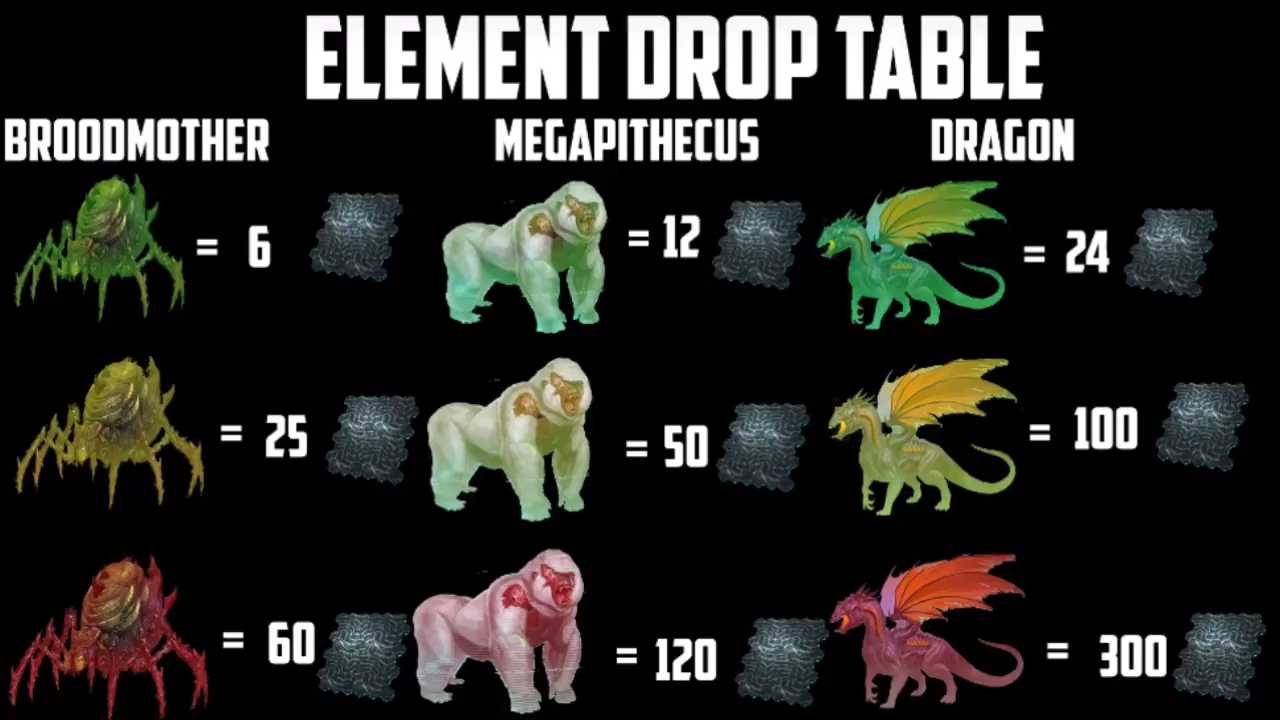 ELEMENT DROP TABLE
BROODMOTHER MEGAPITHECUS DRAGON
= 6 = 12 = 24
= 25 = 50 = 100
= 60 = 120 = 300